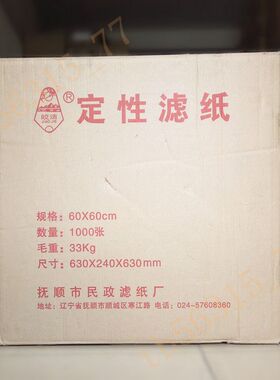 ® 定性滤纸
规格：60X60cm
数量：1000张
毛重：33Kg
尺寸：630X240X630mm
抚顺市民政滤纸厂
地址：辽宁省抚顺市顺城区寒江路 电话：024-57608360